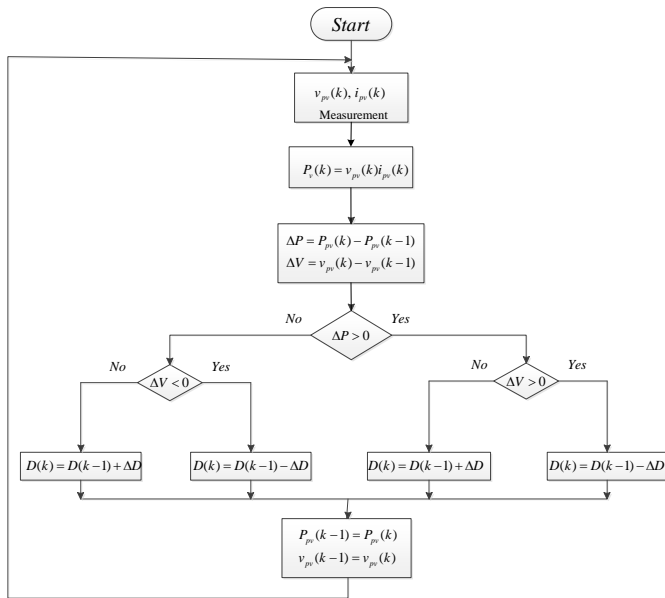 Start
v_pv(k), i_pv(k)
Measurement
P_v(k) = v_pv(k)i_pv(k)
ΔP = P_pv(k) − P_pv(k−1)
ΔV = v_pv(k) − v_pv(k−1)
No
Yes
ΔP > 0
No
Yes
No
Yes
ΔV < 0
ΔV > 0
D(k) = D(k−1) + ΔD
D(k) = D(k−1) − ΔD
D(k) = D(k−1) + ΔD
D(k) = D(k−1) − ΔD
P_pv(k−1) = P_pv(k)
v_pv(k−1) = v_pv(k)